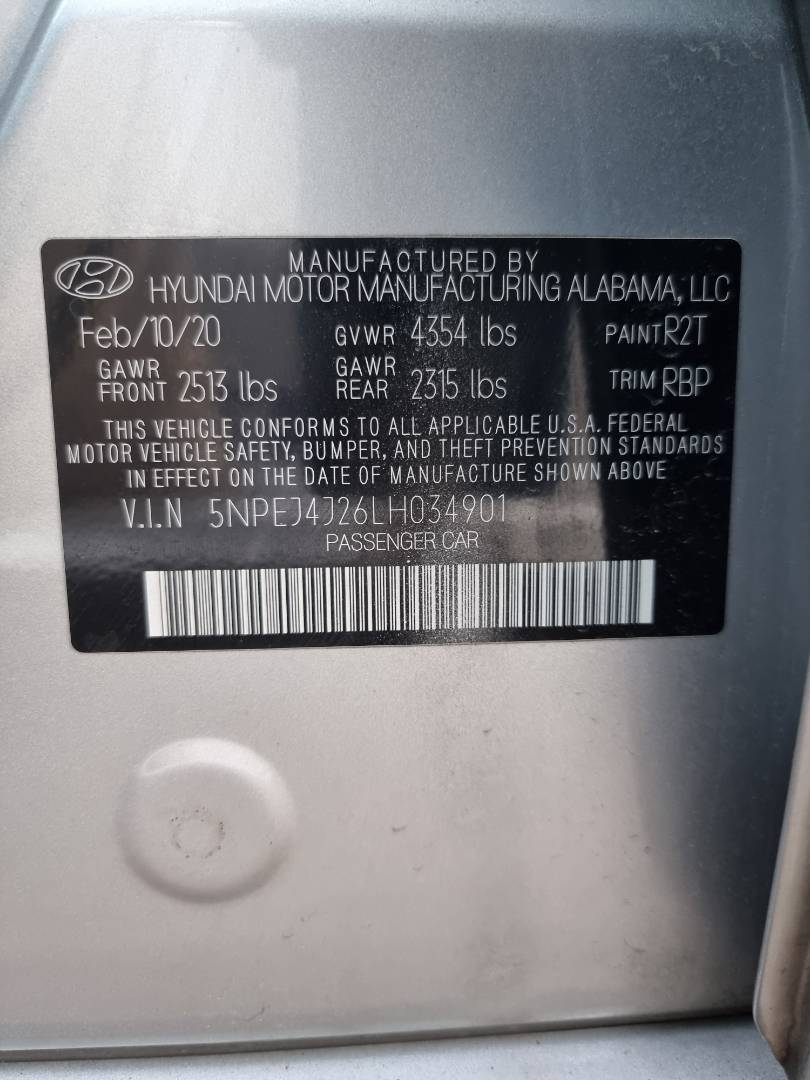 MANUFACTURED BY
HYUNDAI MOTOR MANUFACTURING ALABAMA, LLC
Feb/10/20 GVWR 4354 lbs PAINT R2T
GAWR FRONT 2513 lbs GAWR REAR 2315 lbs TRIM RBP
THIS VEHICLE CONFORMS TO ALL APPLICABLE U.S.A. FEDERAL
MOTOR VEHICLE SAFETY, BUMPER, AND THEFT PREVENTION STANDARDS
IN EFFECT ON THE DATE OF MANUFACTURE SHOWN ABOVE
V.I.N 5NPEJ4J26LH034901
PASSENGER CAR